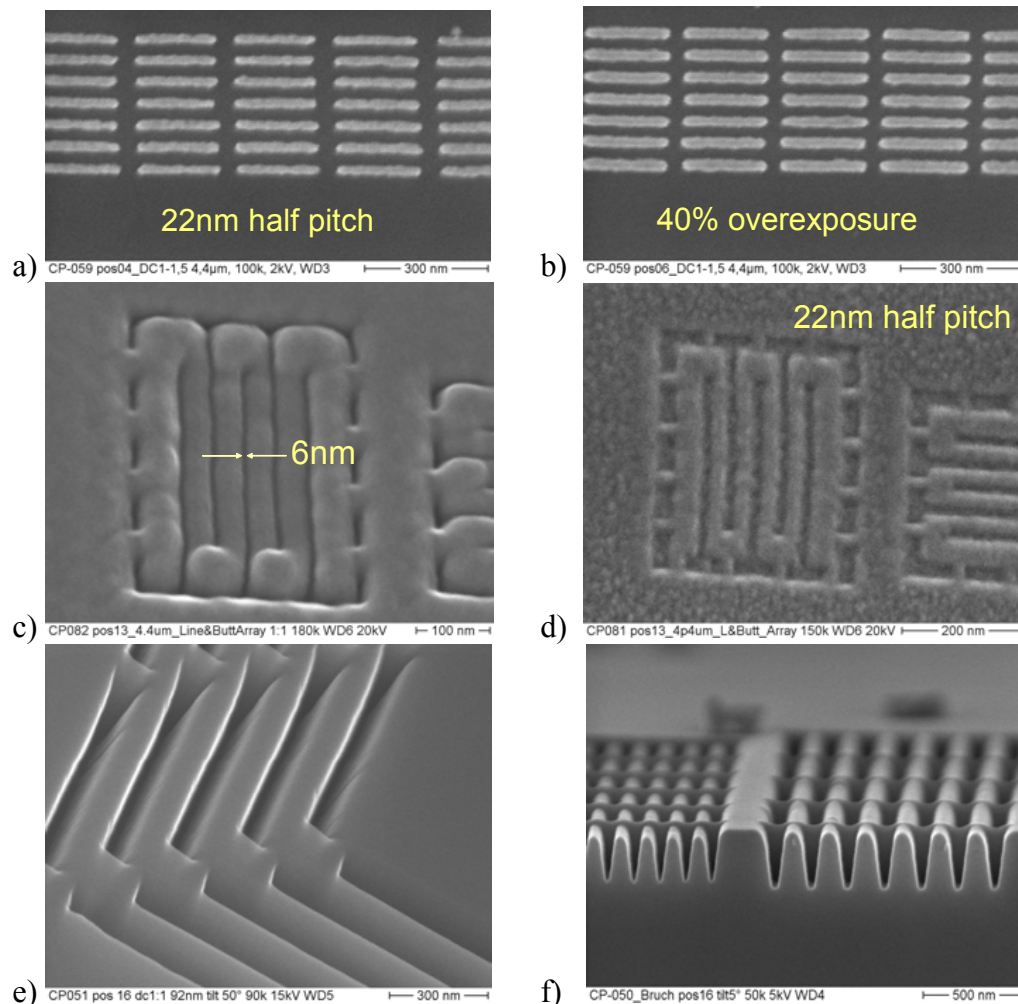 22nm half pitch
a) CP-059 pos04_DC1-1,5 4,4µm, 100k, 2kV, WD3 300 nm
40% overexposure
b) CP-059 pos06_DC1-1,5 4,4µm, 100k, 2kV, WD3 300 nm
6nm
c) CP082 pos13_4.4um_Line&ButtArray 1:1 180k WD6 20kV 100 nm
22nm half pitch
d) CP081 pos13_4p4um_L&Butt_Array 150k WD6 20kV 200 nm
e) CP051 pos 16 dc1:1 92nm tilt 50° 90k 15kV WD5 300 nm
f) CP-050_Bruch pos16 tilt5° 50k 5kV WD4 500 nm